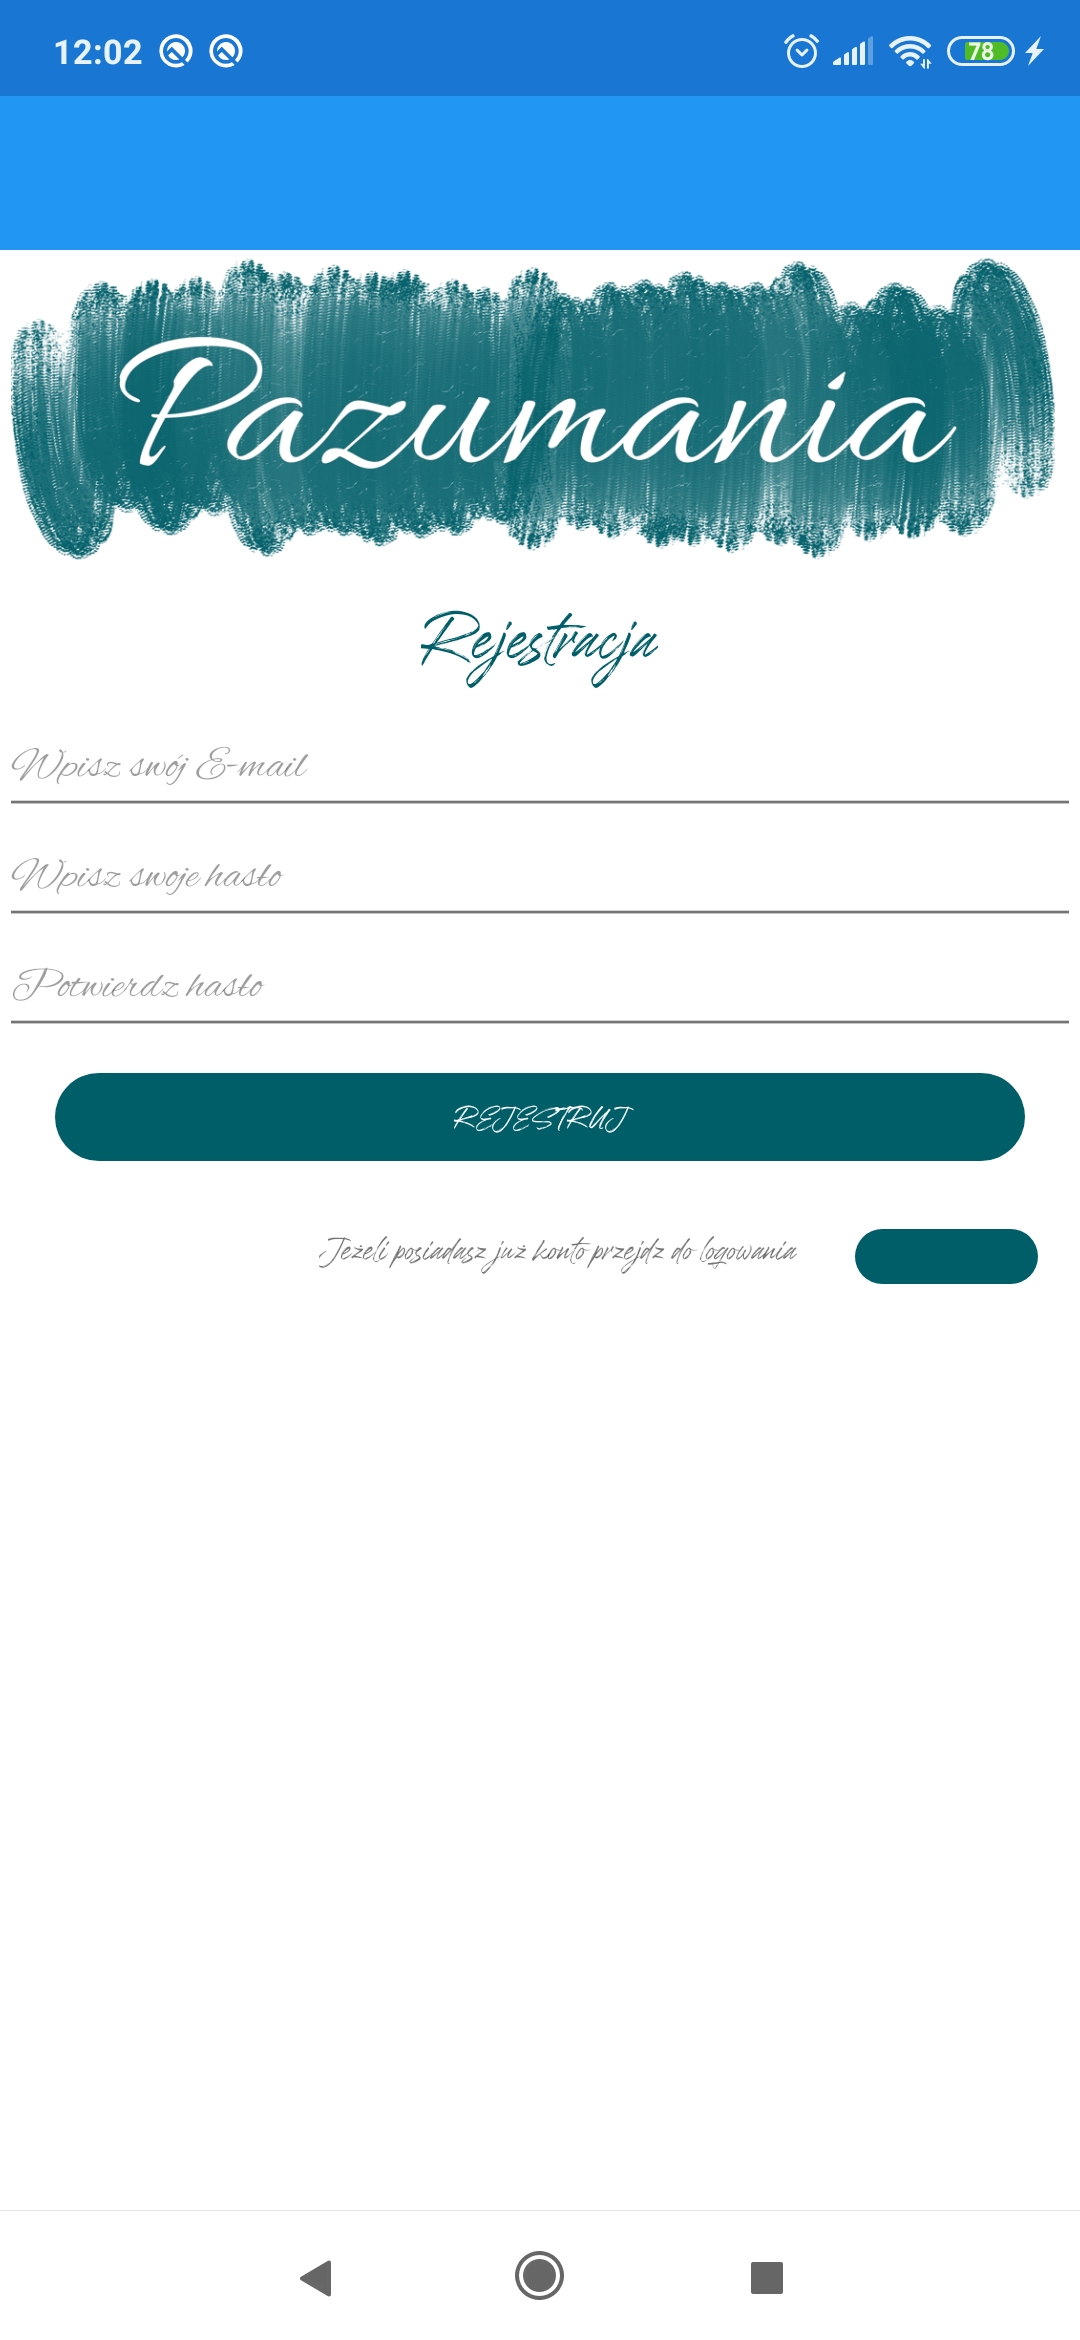 12:02
78
Pazumania
Rejestracja
Wpisz swój E-mail
Wpisz swoje hasło
Potwierdz hasło
REJESTRUJ
Jeżeli posiadasz już konto przejdz do logowania